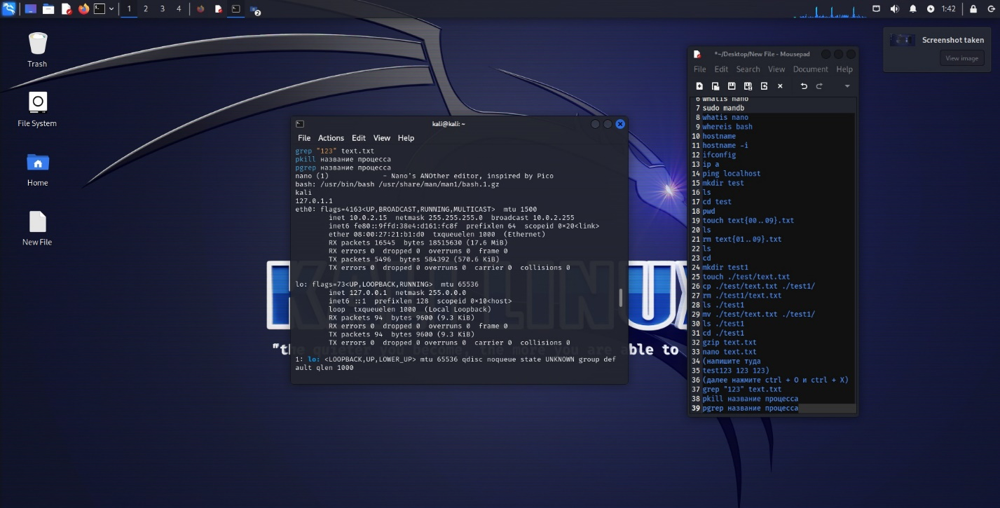 1 2 3 4
2
1:42
Trash
File System
Home
New File
Screenshot taken
View image
kali@kali: ~
File Actions Edit View Help
grep "123" text.txt
pkill название процесса
pgrep название процесса
nano (1) - Nano's ANOther editor, inspired by Pico
bash: /usr/bin/bash /usr/share/man/man1/bash.1.gz
kali
127.0.1.1
eth0: flags=4163<UP,BROADCAST,RUNNING,MULTICAST> mtu 1500
inet 10.0.2.15 netmask 255.255.255.0 broadcast 10.0.2.255
inet6 fe80::9ffd:38e4:d161:fc8f prefixlen 64 scopeid 0×20<link>
ether 08:00:27:21:b1:d0 txqueuelen 1000 (Ethernet)
RX packets 16545 bytes 18515630 (17.6 MiB)
RX errors 0 dropped 0 overruns 0 frame 0
TX packets 5496 bytes 584392 (570.6 KiB)
TX errors 0 dropped 0 overruns 0 carrier 0 collisions 0
lo: flags=73<UP,LOOPBACK,RUNNING> mtu 65536
inet 127.0.0.1 netmask 255.0.0.0
inet6 ::1 prefixlen 128 scopeid 0×10<host>
loop txqueuelen 1000 (Local Loopback)
RX packets 94 bytes 9600 (9.3 KiB)
RX errors 0 dropped 0 overruns 0 frame 0
TX packets 94 bytes 9600 (9.3 KiB)
TX errors 0 dropped 0 overruns 0 carrier 0 collisions 0
1: lo: <LOOPBACK,UP,LOWER_UP> mtu 65536 qdisc noqueue state UNKNOWN group def
ault qlen 1000
KALI LINUX
"the quieter you become, the more you are able to
*~/Desktop/New File - Mousepad
File Edit Search View Document Help
6 whatis nano
7 sudo mandb
8 whatis nano
9 whereis bash
10 hostname
11 hostname -i
12 ifconfig
13 ip a
14 ping localhost
15 mkdir test
16 ls
17 cd test
18 pwd
19 touch text{00..09}.txt
20 ls
21 rm text{01..09}.txt
22 ls
23 cd
24 mkdir test1
25 touch ./test/text.txt
26 cp ./test/text.txt ./test1/
27 rm ./test1/text.txt
28 ls ./test1
29 mv ./test/text.txt ./test1/
30 ls ./test1
31 cd ./test1
32 gzip text.txt
33 nano text.txt
34 (напишите туда
35 test123 123 123)
36 (далее нажмите ctrl + O и ctrl + X)
37 grep "123" text.txt
38 pkill название процесса
39 pgrep название процесса